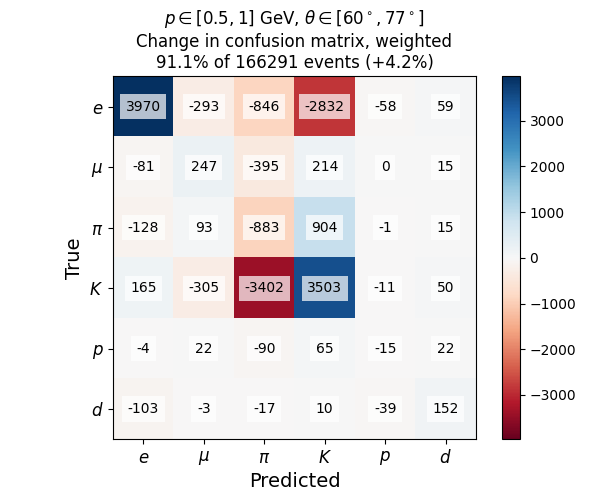 p ∈ [0.5, 1] GeV, θ ∈ [60°, 77°]
Change in confusion matrix, weighted
91.1% of 166291 events (+4.2%)
e 3970 -293 -846 -2832 -58 59
μ -81 247 -395 214 0 15
π -128 93 -883 904 -1 15
K 165 -305 -3402 3503 -11 50
p -4 22 -90 65 -15 22
d -103 -3 -17 10 -39 152
e μ π K p d
Predicted
True
3000
2000
1000
0
−1000
−2000
−3000